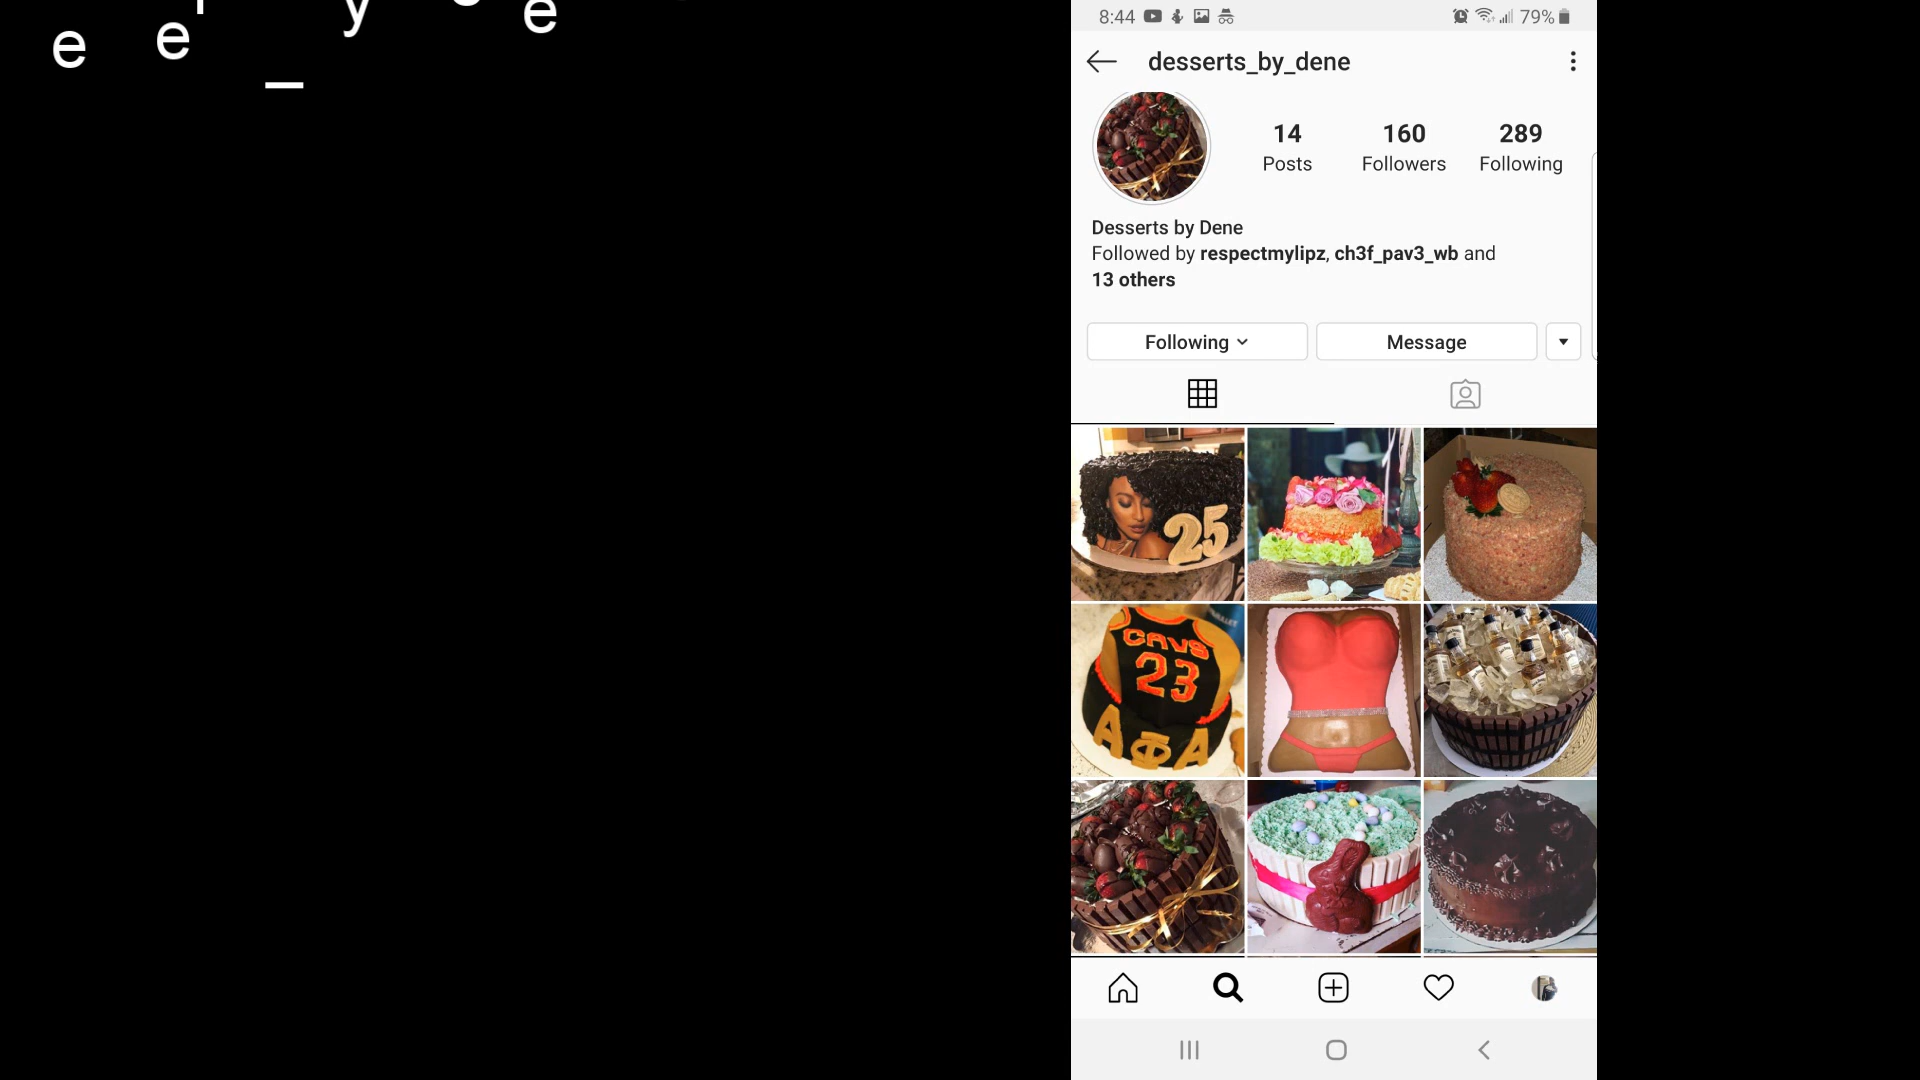 e e _ y e
8:44 79%
desserts_by_dene
14 160 289
Posts Followers Following
Desserts by Dene
Followed by respectmylipz, ch3f_pav3_wb and
13 others
Following Message
25
CAVS
23
ΑΦΑ